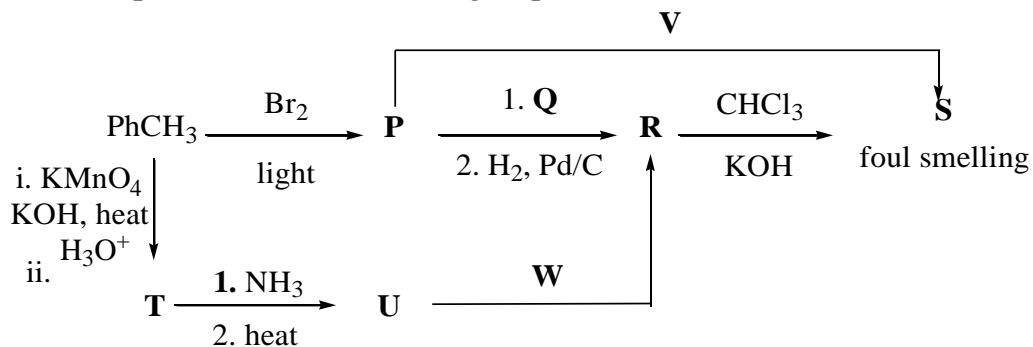 V
Br2
1. Q
CHCl3
PhCH3
P
R
S
light
2. H2, Pd/C
KOH
foul smelling
i. KMnO4
KOH, heat
ii. H3O+
1. NH3
W
T
U
2. heat